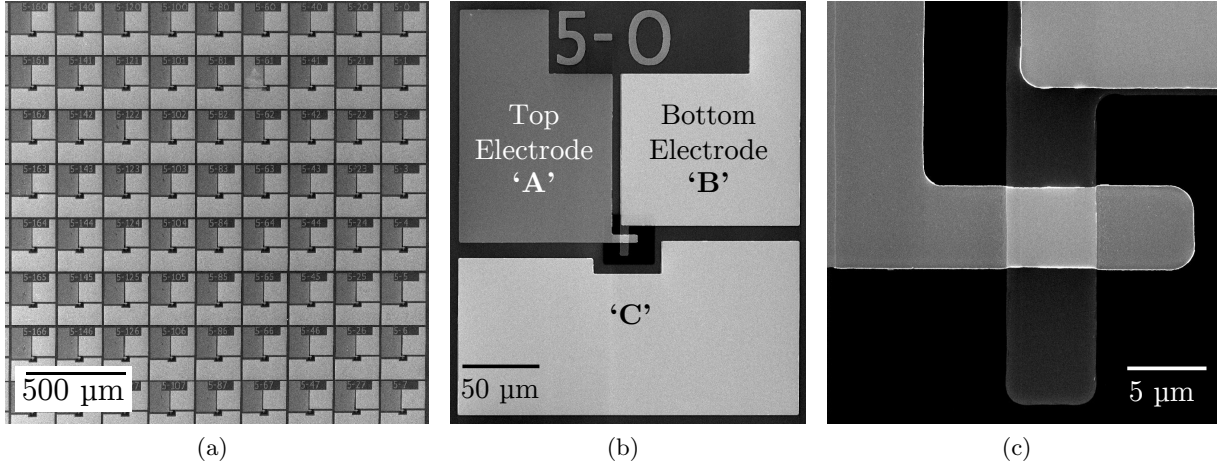 5-160 5-140 5-120 5-100 5-80 5-60 5-40 5-20 5-0
5-161 5-141 5-121 5-101 5-81 5-61 5-41 5-21 5-1
5-162 5-142 5-122 5-102 5-82 5-62 5-42 5-22 5-2
5-163 5-143 5-123 5-103 5-83 5-63 5-43 5-23 5-3
5-164 5-144 5-124 5-104 5-84 5-64 5-44 5-24 5-4
5-165 5-145 5-125 5-105 5-85 5-65 5-45 5-25 5-5
5-166 5-146 5-126 5-106 5-86 5-66 5-46 5-26 5-6
5-107 5-87 5-67 5-47 5-27 5-7
500 µm
(a)
5-0
Top
Electrode
‘A’
Bottom
Electrode
‘B’
‘C’
50 µm
(b)
5 µm
(c)